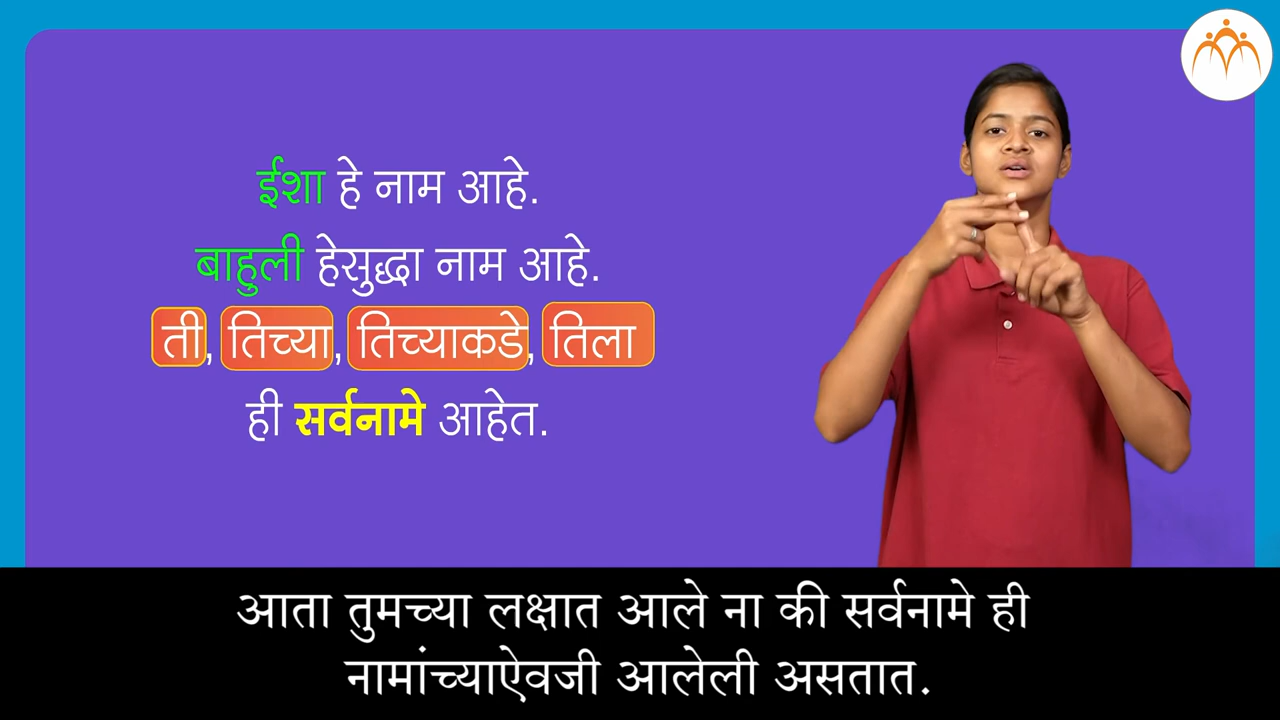 ईशा हे नाम आहे.
बाहुली हेसुद्धा नाम आहे.
ती, तिच्या, तिच्याकडे, तिला
ही सर्वनामे आहेत.
आता तुमच्या लक्षात आले ना की सर्वनामे ही
नामांच्याऐवजी आलेली असतात.